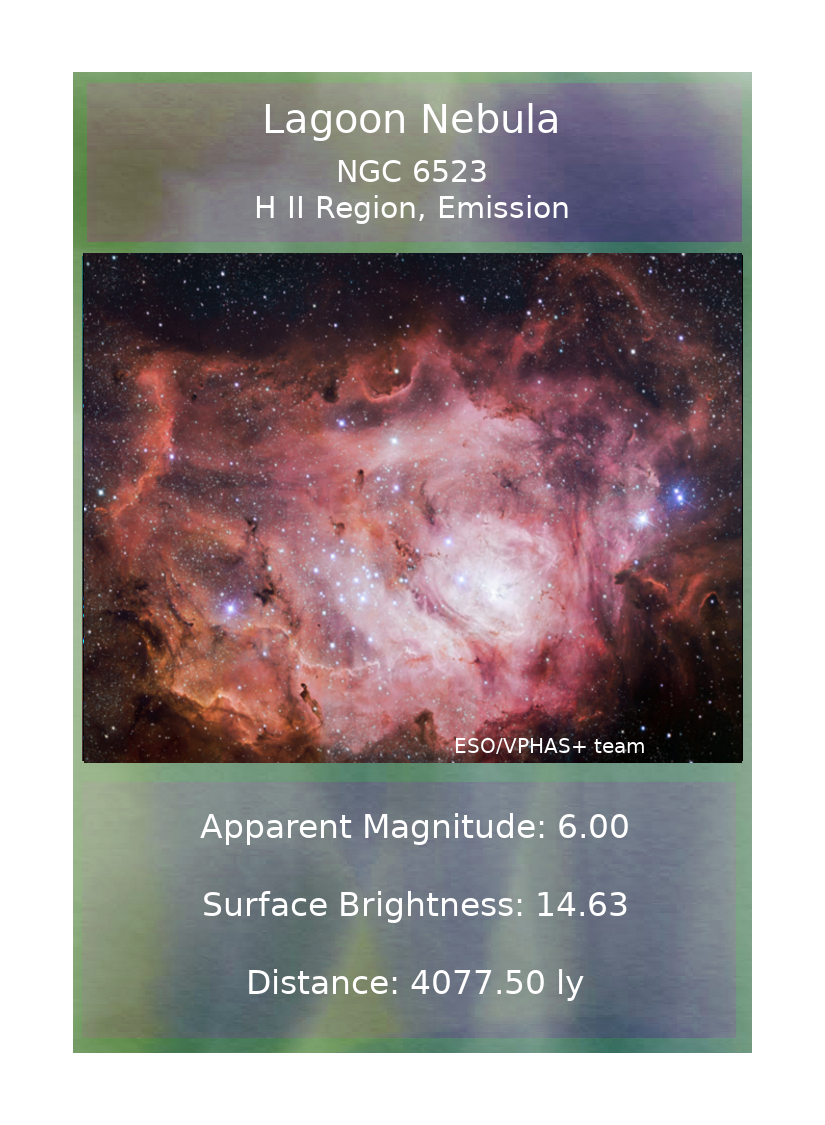 Lagoon Nebula
NGC 6523
H II Region, Emission
ESO/VPHAS+ team
Apparent Magnitude: 6.00
Surface Brightness: 14.63
Distance: 4077.50 ly